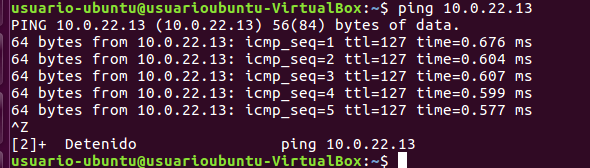 usuario-ubuntu@usuarioubuntu-VirtualBox:~$ ping 10.0.22.13
PING 10.0.22.13 (10.0.22.13) 56(84) bytes of data.
64 bytes from 10.0.22.13: icmp_seq=1 ttl=127 time=0.676 ms
64 bytes from 10.0.22.13: icmp_seq=2 ttl=127 time=0.604 ms
64 bytes from 10.0.22.13: icmp_seq=3 ttl=127 time=0.607 ms
64 bytes from 10.0.22.13: icmp_seq=4 ttl=127 time=0.599 ms
64 bytes from 10.0.22.13: icmp_seq=5 ttl=127 time=0.577 ms
^Z
[2]+  Detenido                ping 10.0.22.13
usuario-ubuntu@usuarioubuntu-VirtualBox:~$